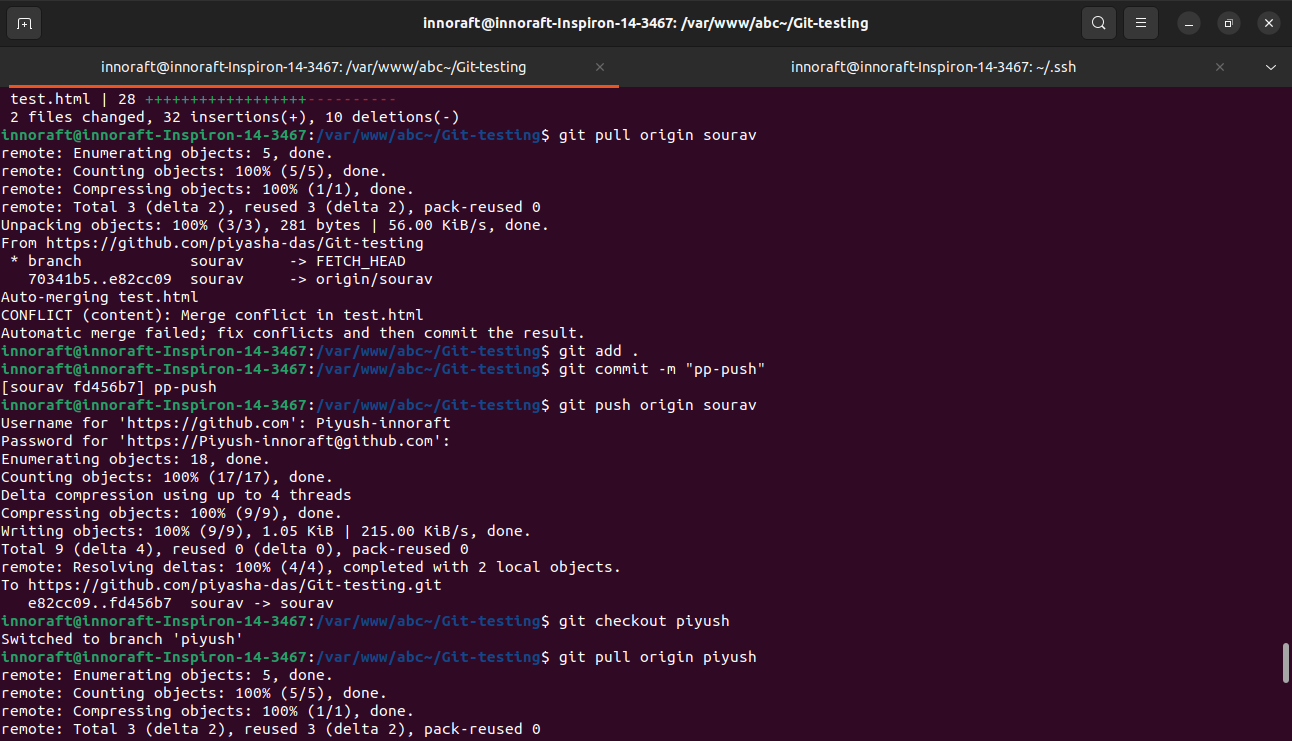 innoraft@innoraft-Inspiron-14-3467: /var/www/abc~/Git-testing
innoraft@innoraft-Inspiron-14-3467: /var/www/abc~/Git-testing
innoraft@innoraft-Inspiron-14-3467: ~/.ssh
 test.html | 28 ++++++++++++++++++----------
 2 files changed, 32 insertions(+), 10 deletions(-)
innoraft@innoraft-Inspiron-14-3467:/var/www/abc~/Git-testing$ git pull origin sourav
remote: Enumerating objects: 5, done.
remote: Counting objects: 100% (5/5), done.
remote: Compressing objects: 100% (1/1), done.
remote: Total 3 (delta 2), reused 3 (delta 2), pack-reused 0
Unpacking objects: 100% (3/3), 281 bytes | 56.00 KiB/s, done.
From https://github.com/piyasha-das/Git-testing
 * branch            sourav     -> FETCH_HEAD
   70341b5..e82cc09  sourav     -> origin/sourav
Auto-merging test.html
CONFLICT (content): Merge conflict in test.html
Automatic merge failed; fix conflicts and then commit the result.
innoraft@innoraft-Inspiron-14-3467:/var/www/abc~/Git-testing$ git add .
innoraft@innoraft-Inspiron-14-3467:/var/www/abc~/Git-testing$ git commit -m "pp-push"
[sourav fd456b7] pp-push
innoraft@innoraft-Inspiron-14-3467:/var/www/abc~/Git-testing$ git push origin sourav
Username for 'https://github.com': Piyush-innoraft
Password for 'https://Piyush-innoraft@github.com':
Enumerating objects: 18, done.
Counting objects: 100% (17/17), done.
Delta compression using up to 4 threads
Compressing objects: 100% (9/9), done.
Writing objects: 100% (9/9), 1.05 KiB | 215.00 KiB/s, done.
Total 9 (delta 4), reused 0 (delta 0), pack-reused 0
remote: Resolving deltas: 100% (4/4), completed with 2 local objects.
To https://github.com/piyasha-das/Git-testing.git
   e82cc09..fd456b7  sourav -> sourav
innoraft@innoraft-Inspiron-14-3467:/var/www/abc~/Git-testing$ git checkout piyush
Switched to branch 'piyush'
innoraft@innoraft-Inspiron-14-3467:/var/www/abc~/Git-testing$ git pull origin piyush
remote: Enumerating objects: 5, done.
remote: Counting objects: 100% (5/5), done.
remote: Compressing objects: 100% (1/1), done.
remote: Total 3 (delta 2), reused 3 (delta 2), pack-reused 0